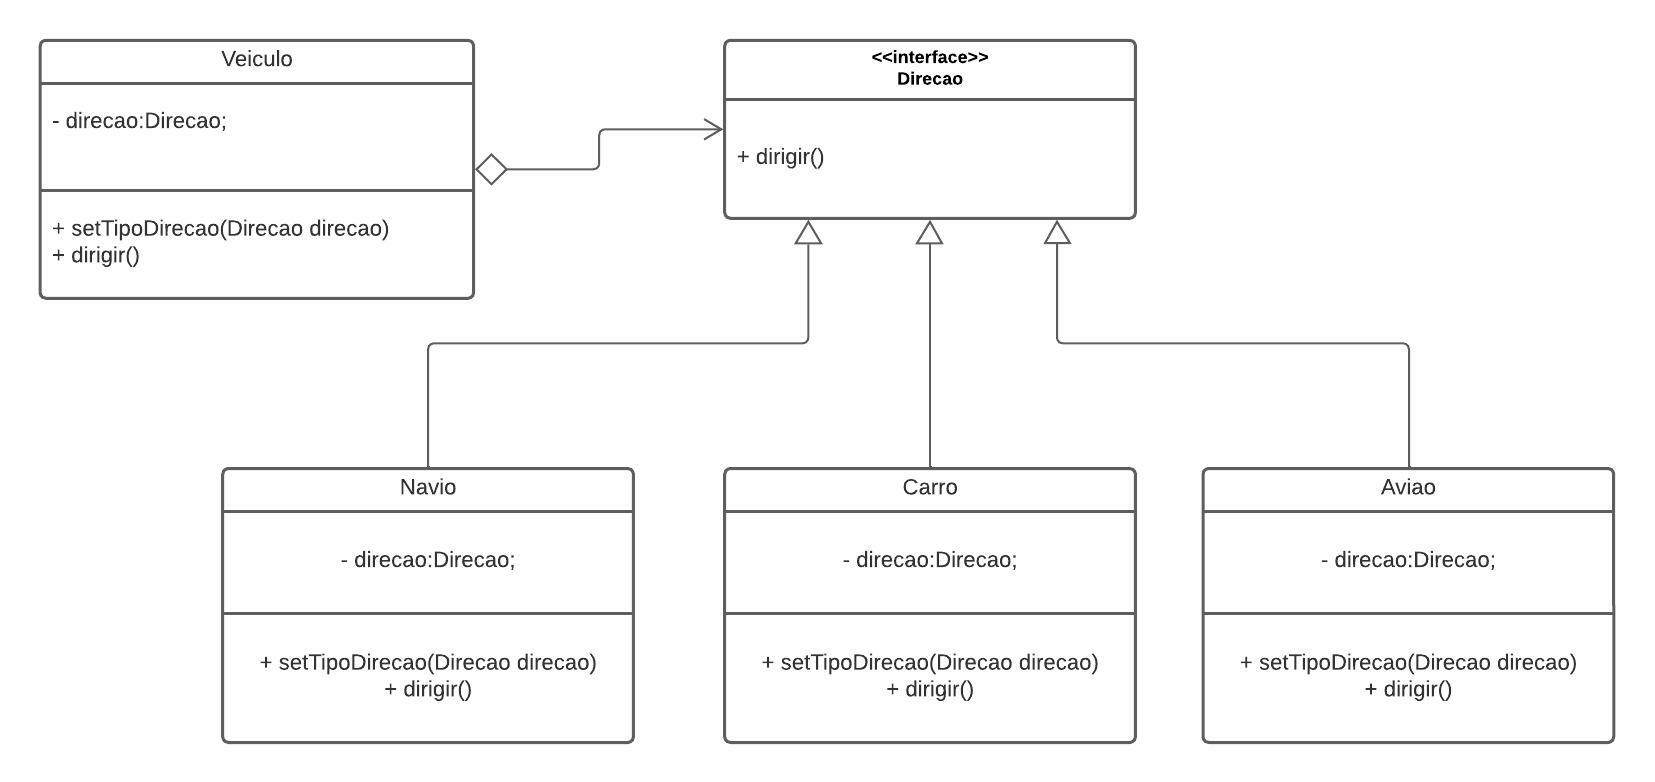 Veiculo
- direcao:Direcao;
+ setTipoDirecao(Direcao direcao)
+ dirigir()
<<interface>>
Direcao
+ dirigir()
Navio
- direcao:Direcao;
+ setTipoDirecao(Direcao direcao)
+ dirigir()
Carro
- direcao:Direcao;
+ setTipoDirecao(Direcao direcao)
+ dirigir()
Aviao
- direcao:Direcao;
+ setTipoDirecao(Direcao direcao)
+ dirigir()